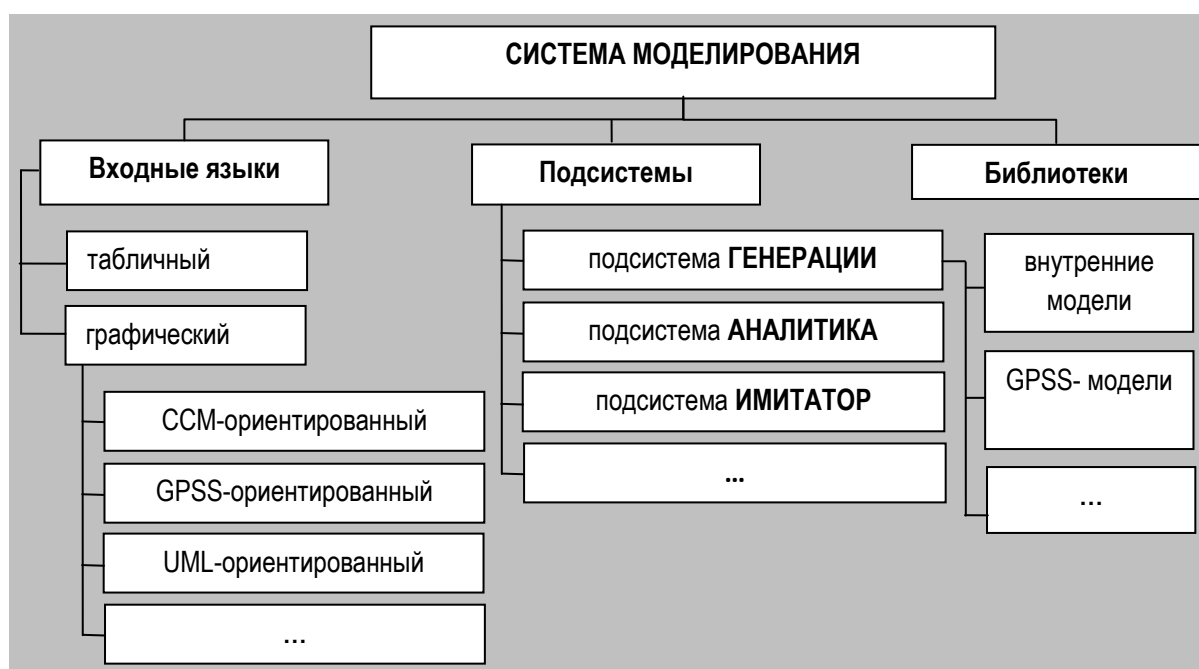 СИСТЕМА МОДЕЛИРОВАНИЯ
Входные языки
табличный
графический
ССМ-ориентированный
GPSS-ориентированный
UML-ориентированный
…
Подсистемы
подсистема ГЕНЕРАЦИИ
подсистема АНАЛИТИКА
подсистема ИМИТАТОР
...
Библиотеки
внутренние
модели
GPSS- модели
…